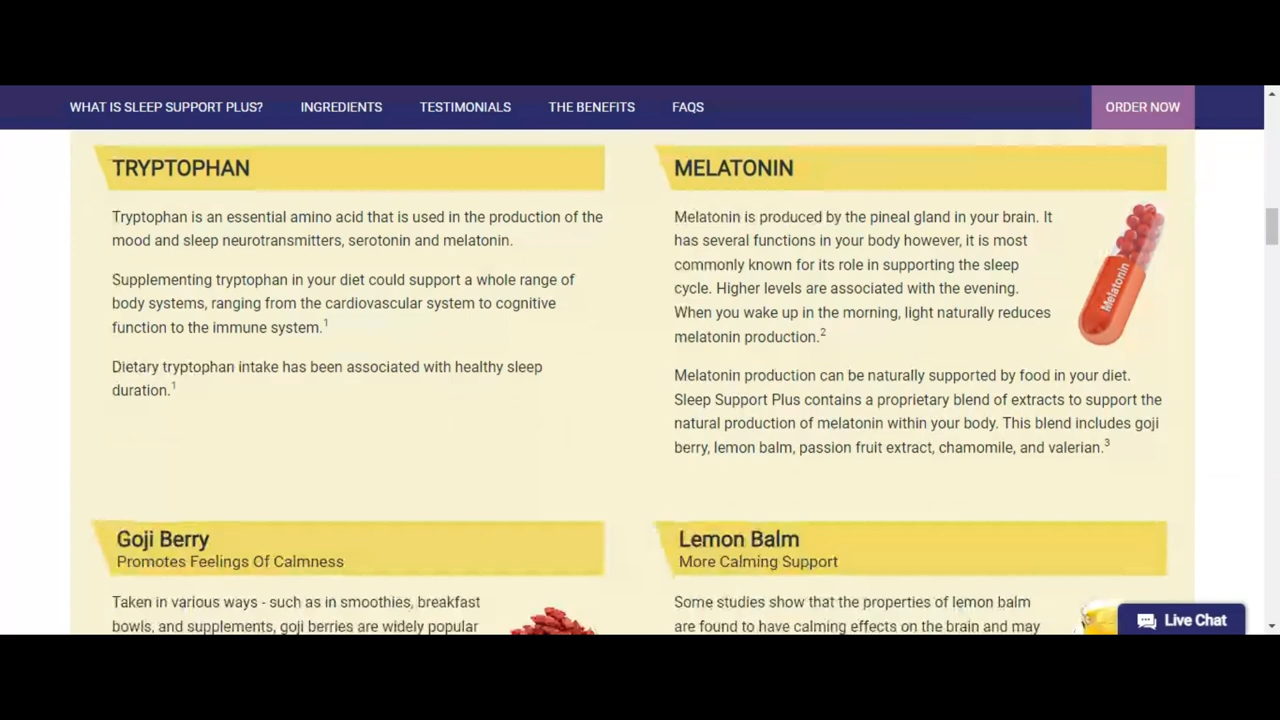 WHAT IS SLEEP SUPPORT PLUS? INGREDIENTS TESTIMONIALS THE BENEFITS FAQS ORDER NOW
TRYPTOPHAN
Tryptophan is an essential amino acid that is used in the production of the
mood and sleep neurotransmitters, serotonin and melatonin.
Supplementing tryptophan in your diet could support a whole range of
body systems, ranging from the cardiovascular system to cognitive
function to the immune system.1
Dietary tryptophan intake has been associated with healthy sleep
duration.1
MELATONIN
Melatonin is produced by the pineal gland in your brain. It
has several functions in your body however, it is most
commonly known for its role in supporting the sleep
cycle. Higher levels are associated with the evening.
When you wake up in the morning, light naturally reduces
melatonin production.2
Melatonin
Melatonin production can be naturally supported by food in your diet.
Sleep Support Plus contains a proprietary blend of extracts to support the
natural production of melatonin within your body. This blend includes goji
berry, lemon balm, passion fruit extract, chamomile, and valerian.3
Goji Berry
Promotes Feelings Of Calmness
Taken in various ways - such as in smoothies, breakfast
bowls, and supplements, goji berries are widely popular
Lemon Balm
More Calming Support
Some studies show that the properties of lemon balm
are found to have calming effects on the brain and may
Live Chat